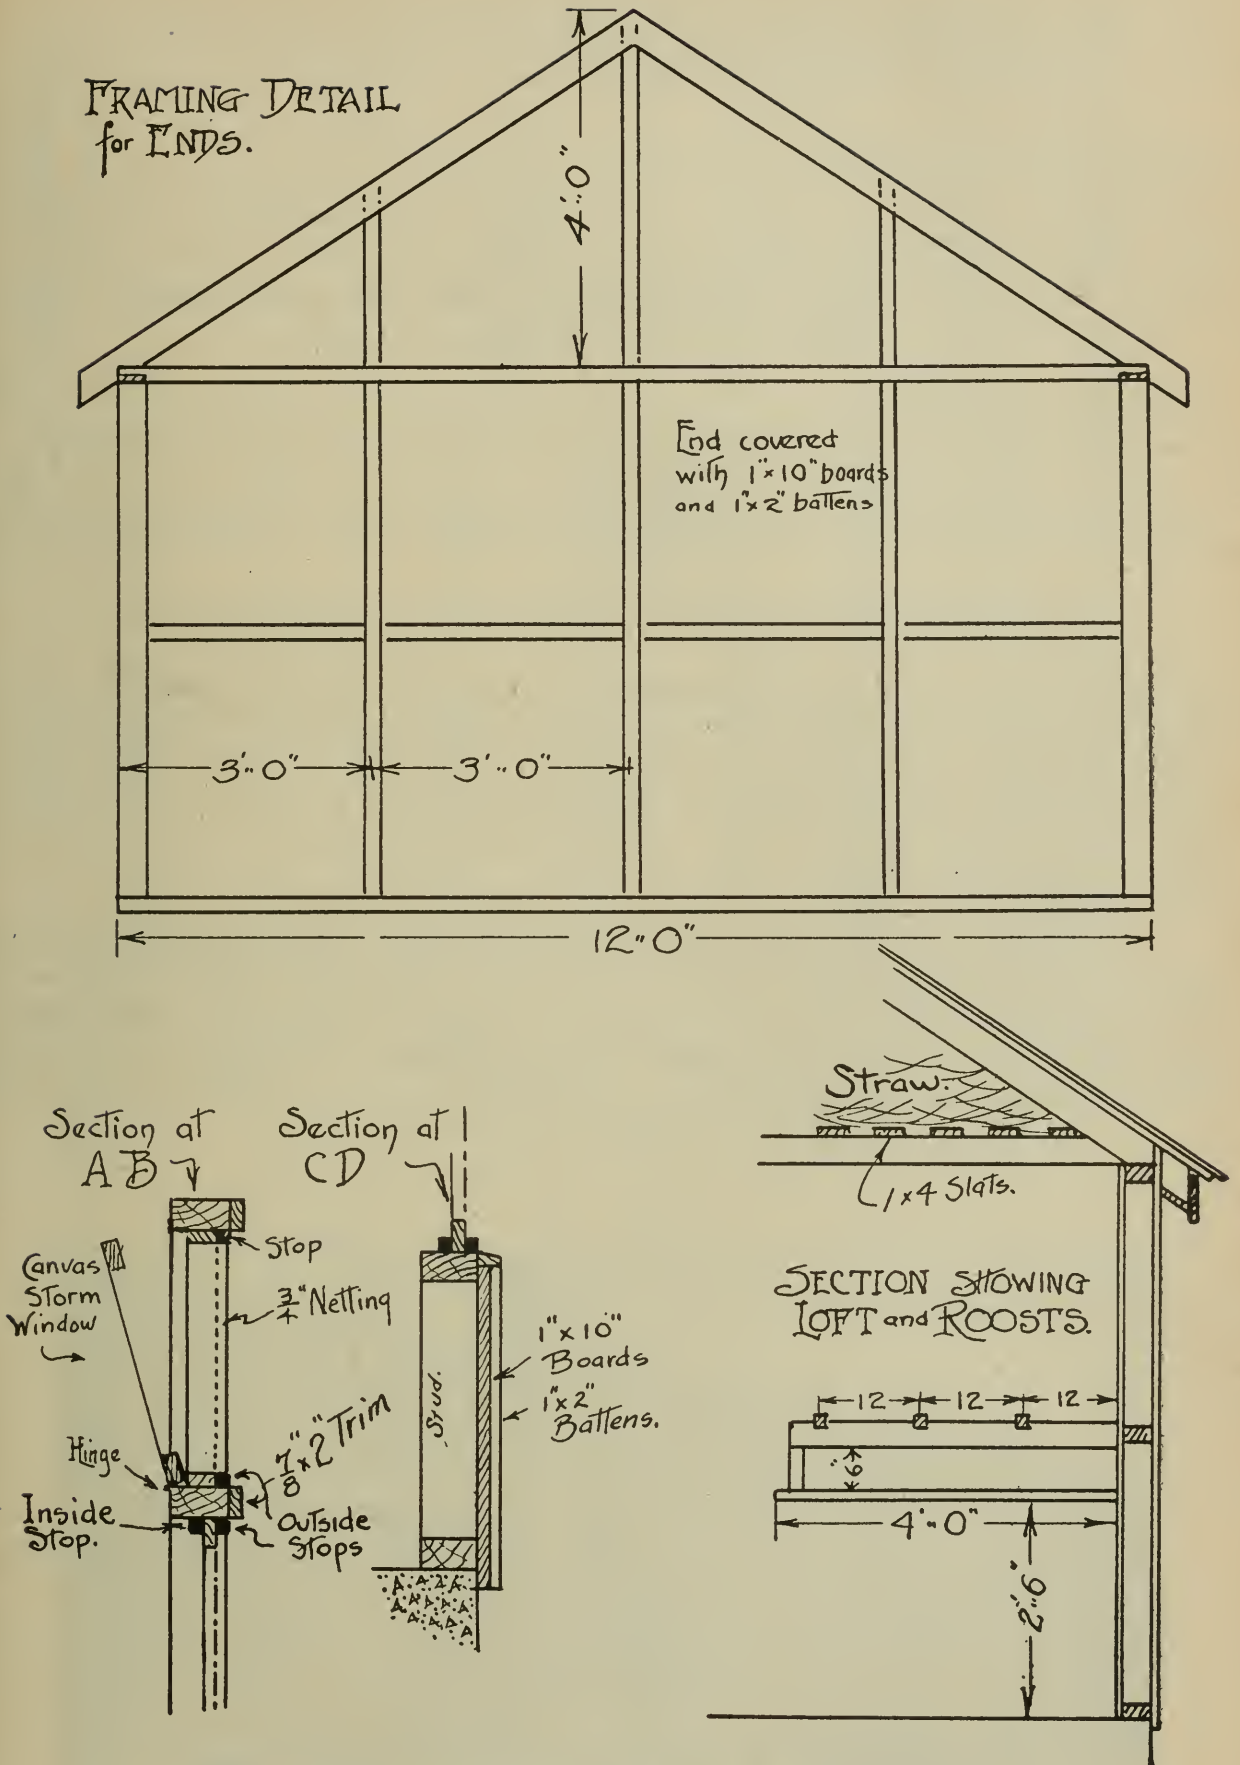 FRAMING DETAIL
for ENDS.
4'"0"
End covered
with 1"x10" boards
and 1"x2" battens
3'"0" 3'"0"
12"0"
Straw.
1x4 Slats.
Section at
AB
Section at
CD
Stop
Canvas
Storm
Window
3/4" Netting
SECTION SHOWING
LOFT and ROOSTS.
1"x10"
Boards
1"x2"
Battens.
Stud.
12 12 12
7/8"x2" Trim
Hinge
6"
Inside
Stop.
Outside
Stops
4'"0"
2'"6"